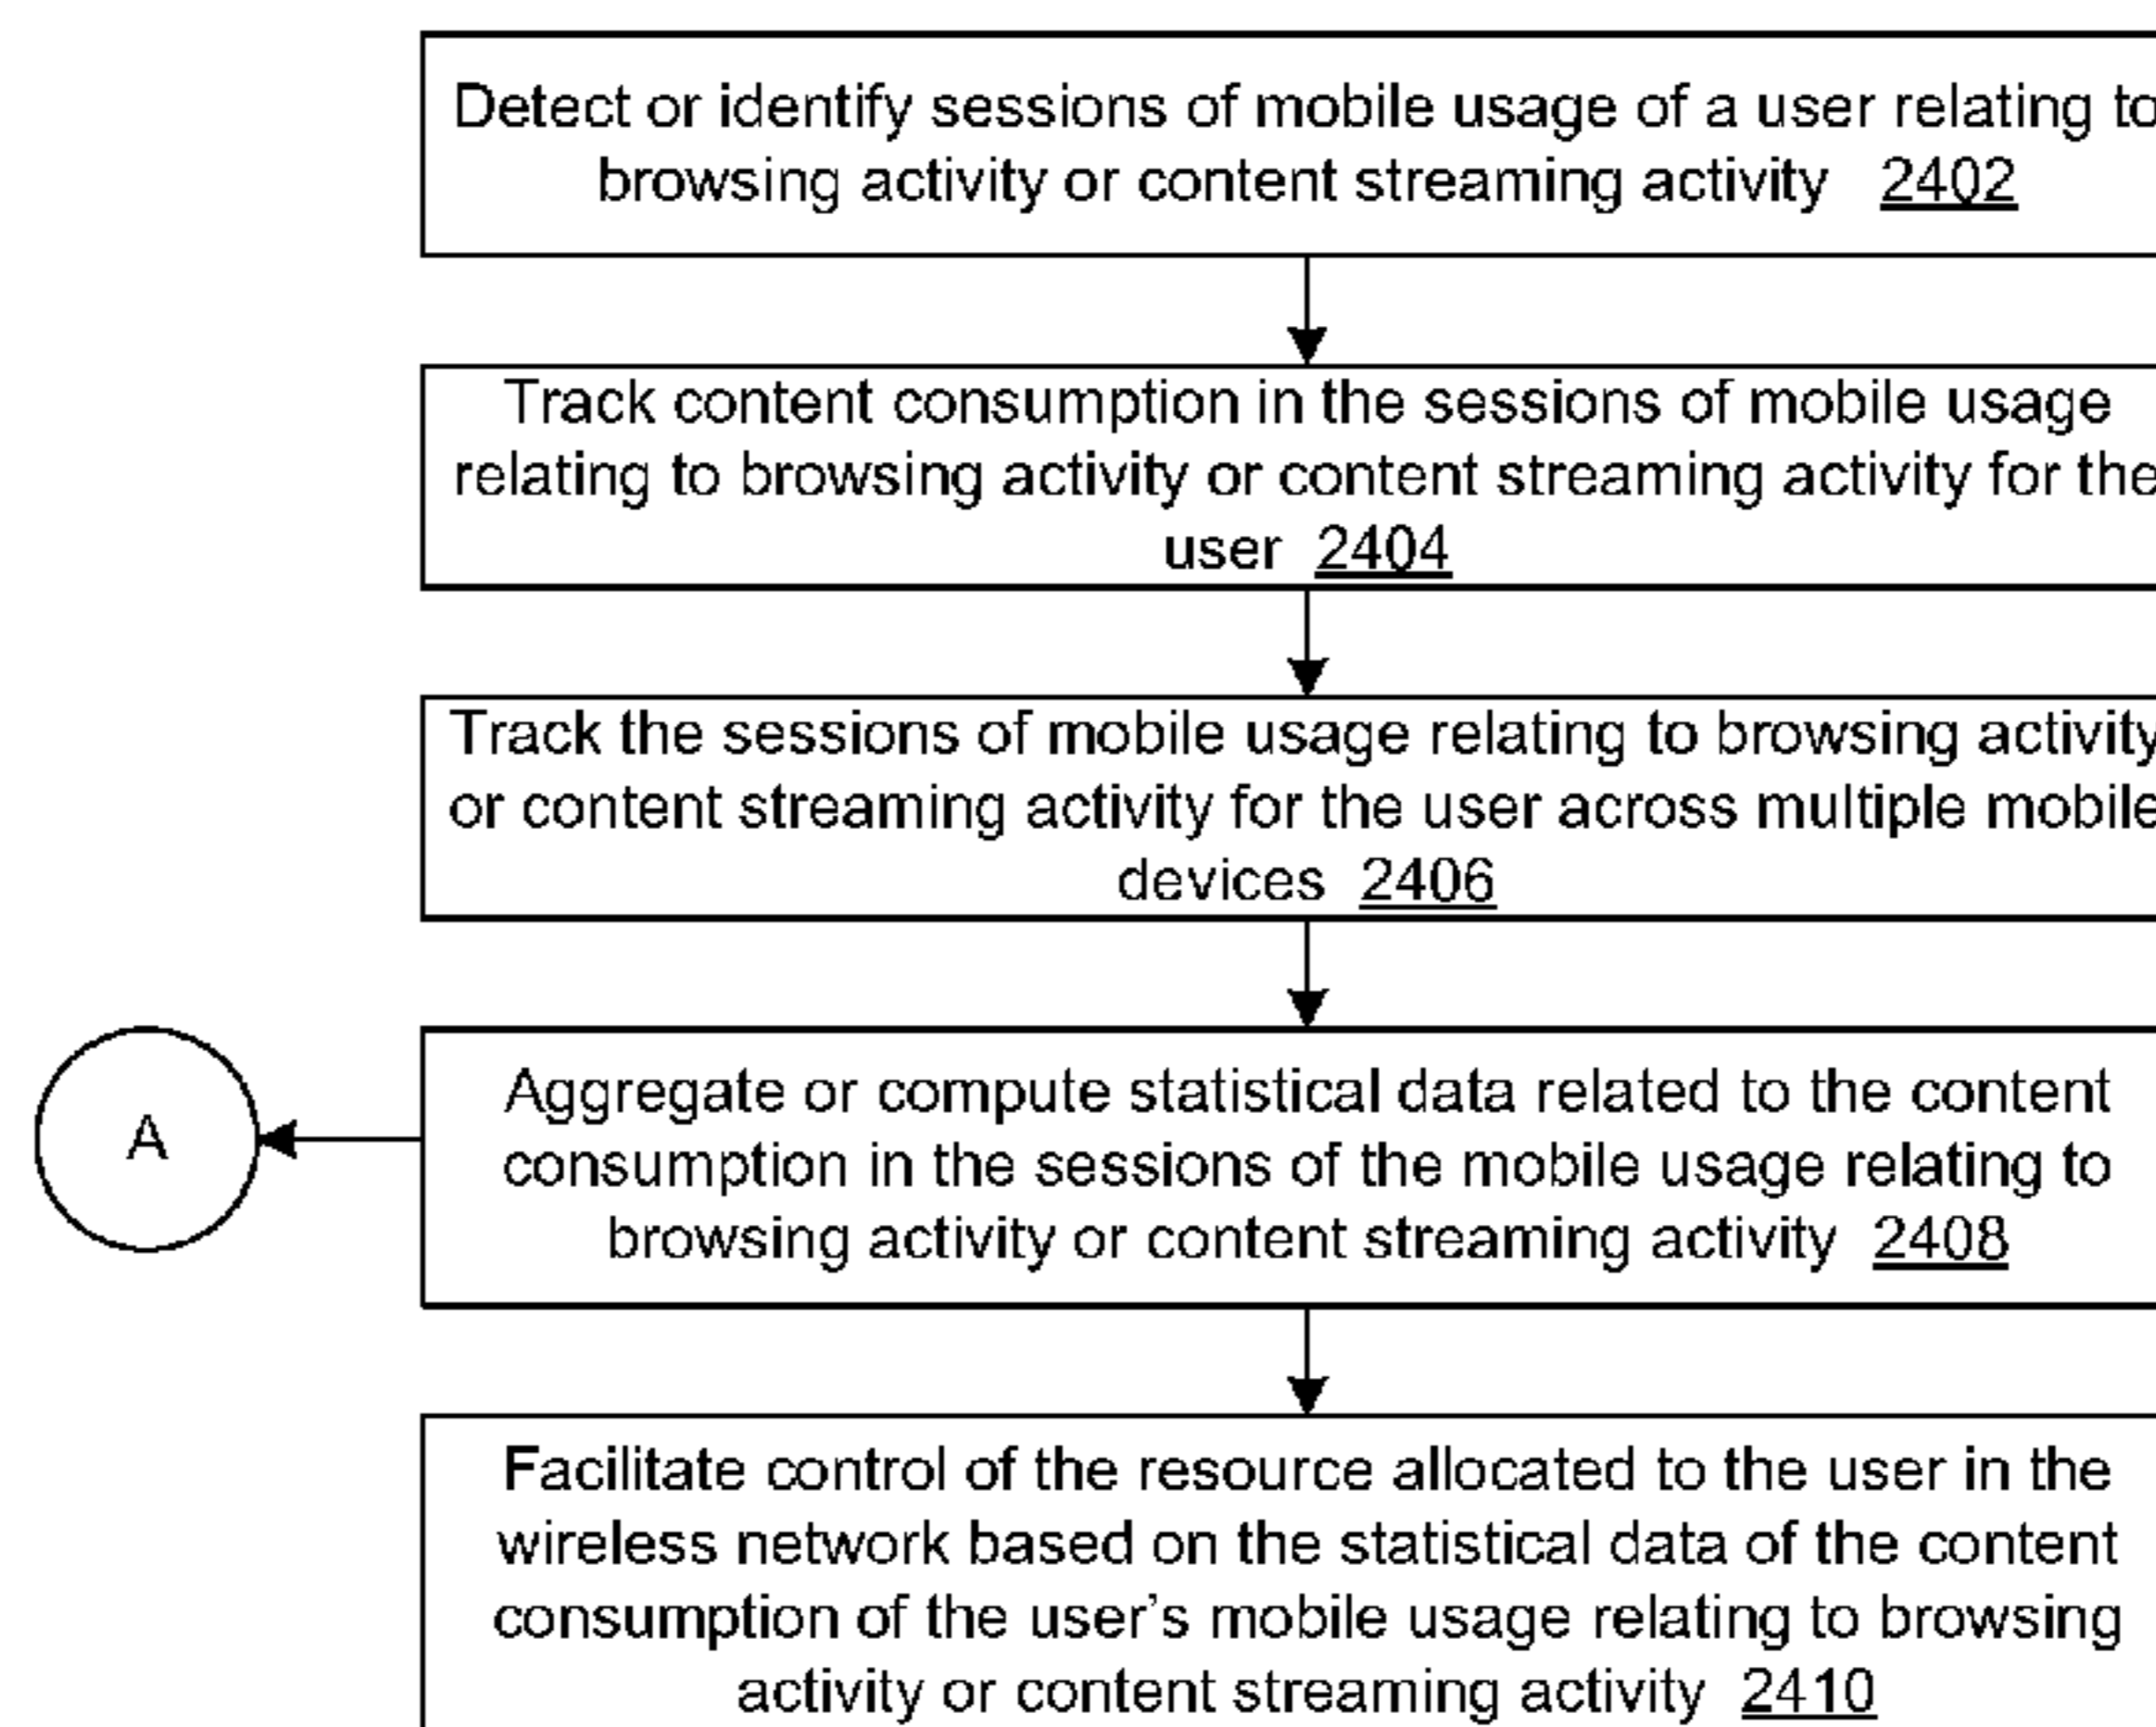 Detect or identify sessions of mobile usage of a user relating to
browsing activity or content streaming activity 2402
Track content consumption in the sessions of mobile usage
relating to browsing activity or content streaming activity for the
user 2404
Track the sessions of mobile usage relating to browsing activity
or content streaming activity for the user across multiple mobile
devices 2406
A
Aggregate or compute statistical data related to the content
consumption in the sessions of the mobile usage relating to
browsing activity or content streaming activity 2408
Facilitate control of the resource allocated to the user in the
wireless network based on the statistical data of the content
consumption of the user’s mobile usage relating to browsing
activity or content streaming activity 2410